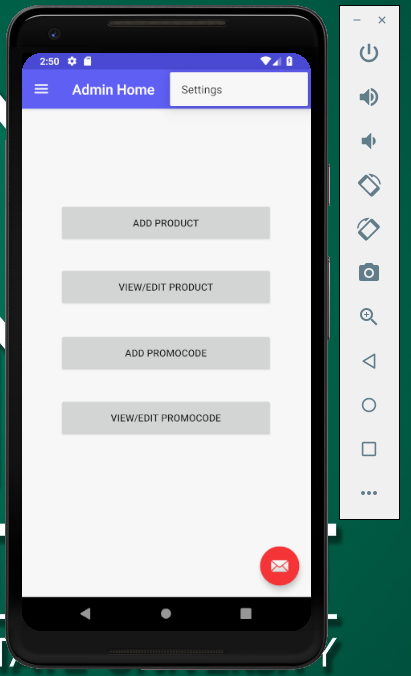 2:50
Admin Home
Settings
ADD PRODUCT
VIEW/EDIT PRODUCT
ADD PROMOCODE
VIEW/EDIT PROMOCODE